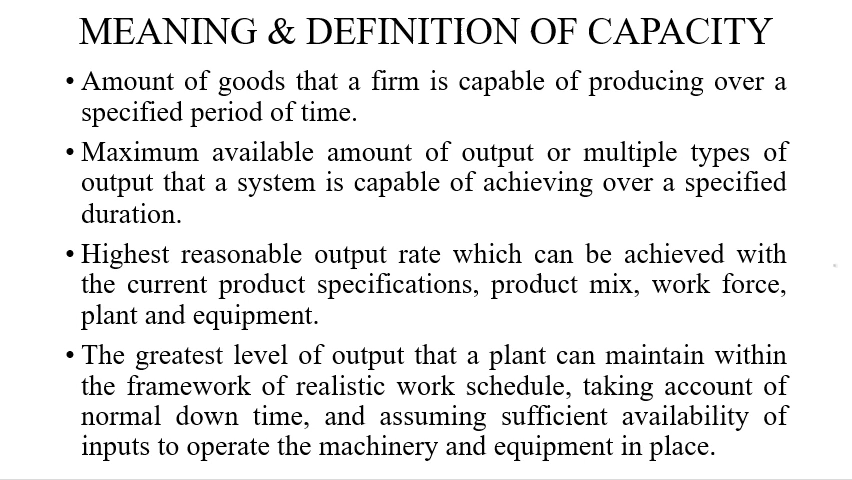 MEANING & DEFINITION OF CAPACITY
• Amount of goods that a firm is capable of producing over a
specified period of time.
• Maximum available amount of output or multiple types of
output that a system is capable of achieving over a specified
duration.
• Highest reasonable output rate which can be achieved with
the current product specifications, product mix, work force,
plant and equipment.
• The greatest level of output that a plant can maintain within
the framework of realistic work schedule, taking account of
normal down time, and assuming sufficient availability of
inputs to operate the machinery and equipment in place.